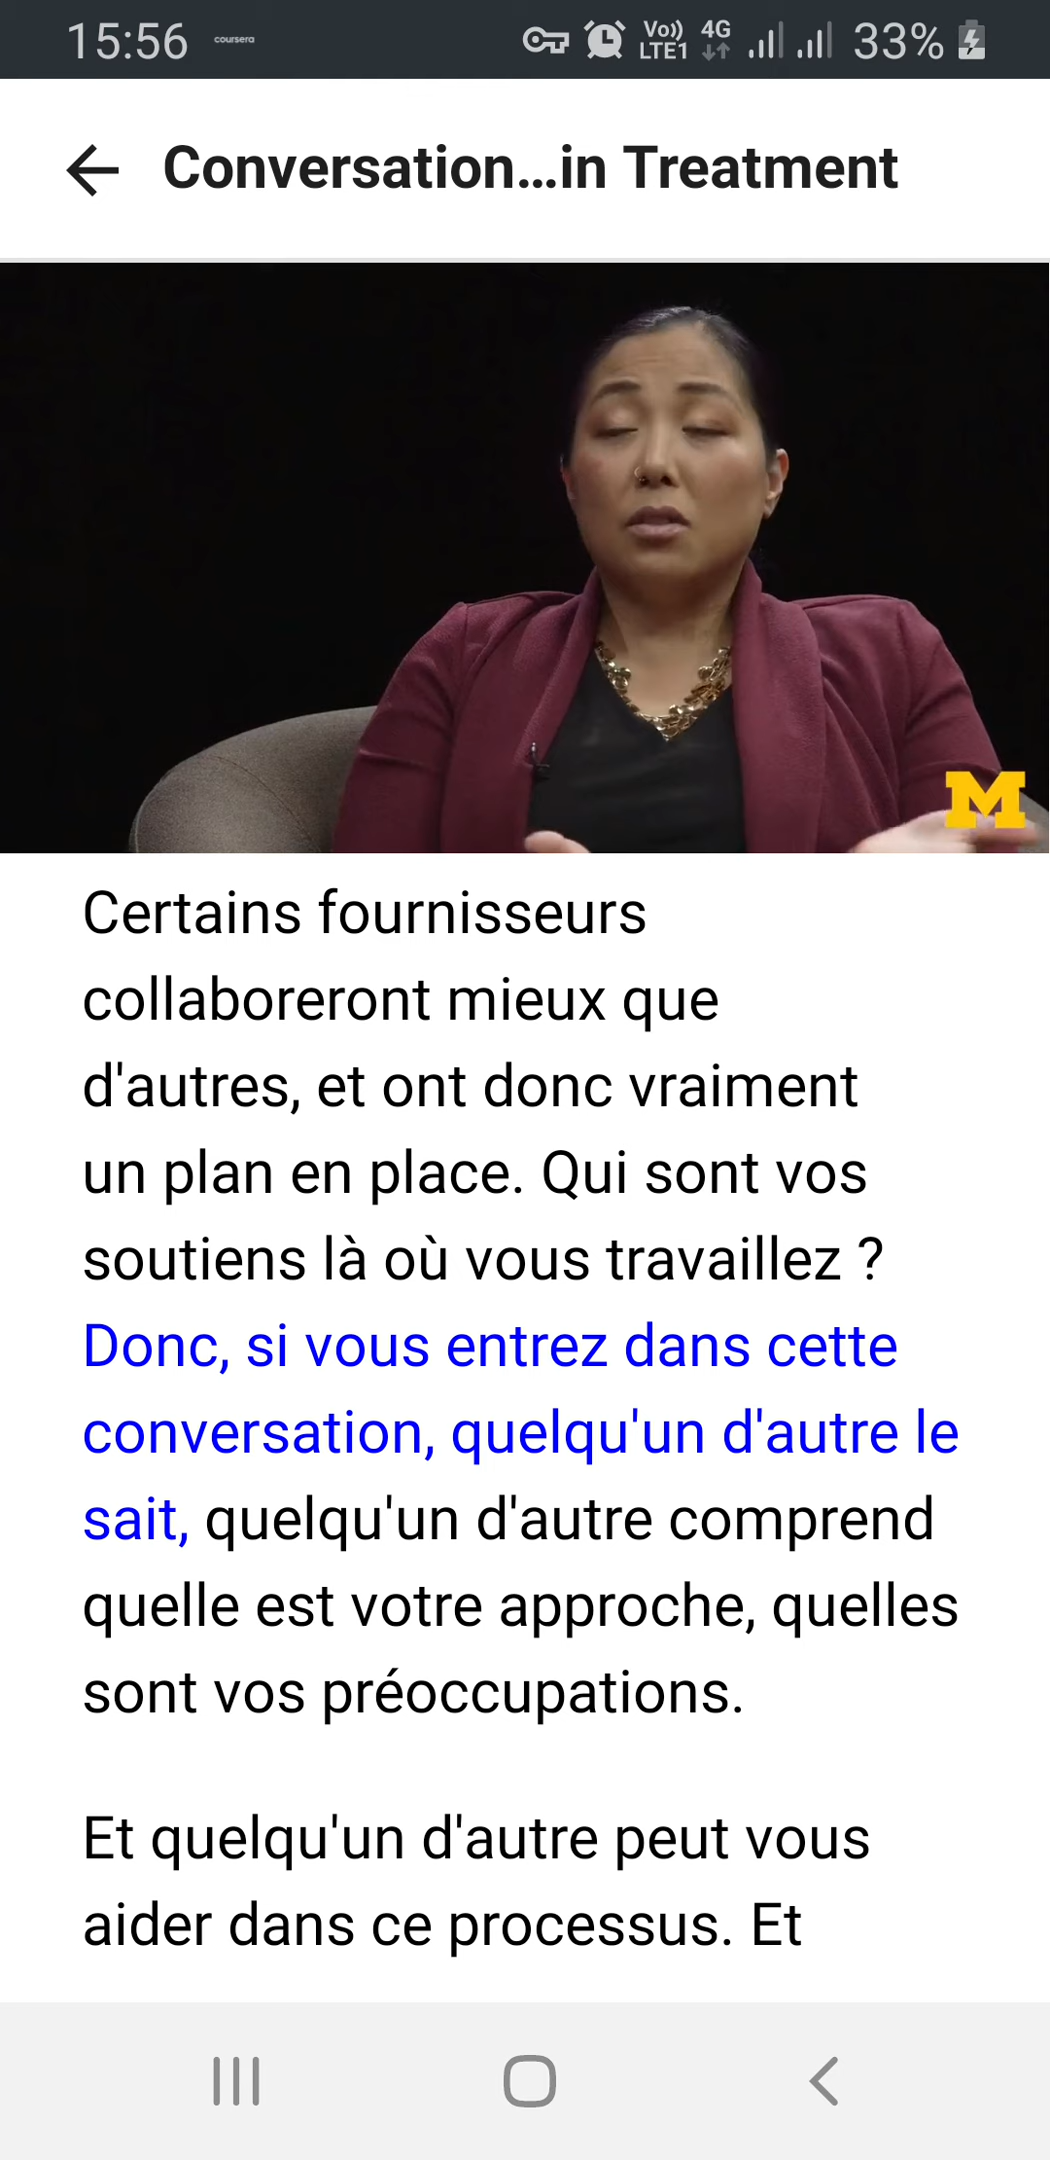 15:56 coursera Vo)) LTE1 4G 33%
Conversation...in Treatment
M
Certains fournisseurs
collaboreront mieux que
d'autres, et ont donc vraiment
un plan en place. Qui sont vos
soutiens là où vous travaillez ?
Donc, si vous entrez dans cette
conversation, quelqu'un d'autre le
sait, quelqu'un d'autre comprend
quelle est votre approche, quelles
sont vos préoccupations.
Et quelqu'un d'autre peut vous
aider dans ce processus. Et